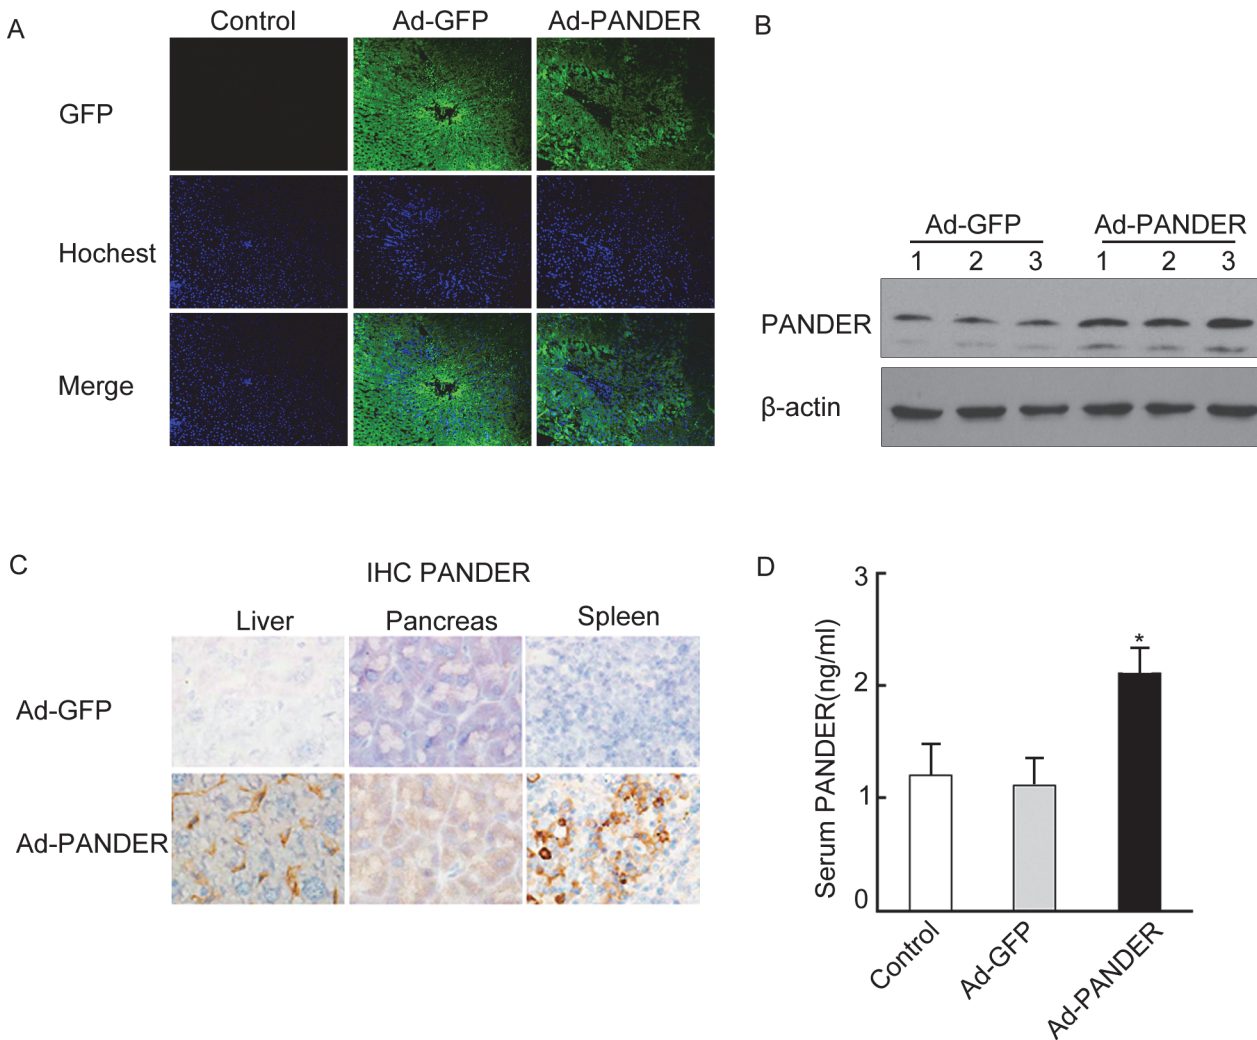 A
Control Ad-GFP Ad-PANDER
GFP
Hochest
Merge
B
Ad-GFP Ad-PANDER
1 2 3 1 2 3
PANDER
β-actin
C
IHC PANDER
Liver Pancreas Spleen
Ad-GFP
Ad-PANDER
D
Serum PANDER(ng/ml)
3
2
1
0
*
Control
Ad-GFP
Ad-PANDER